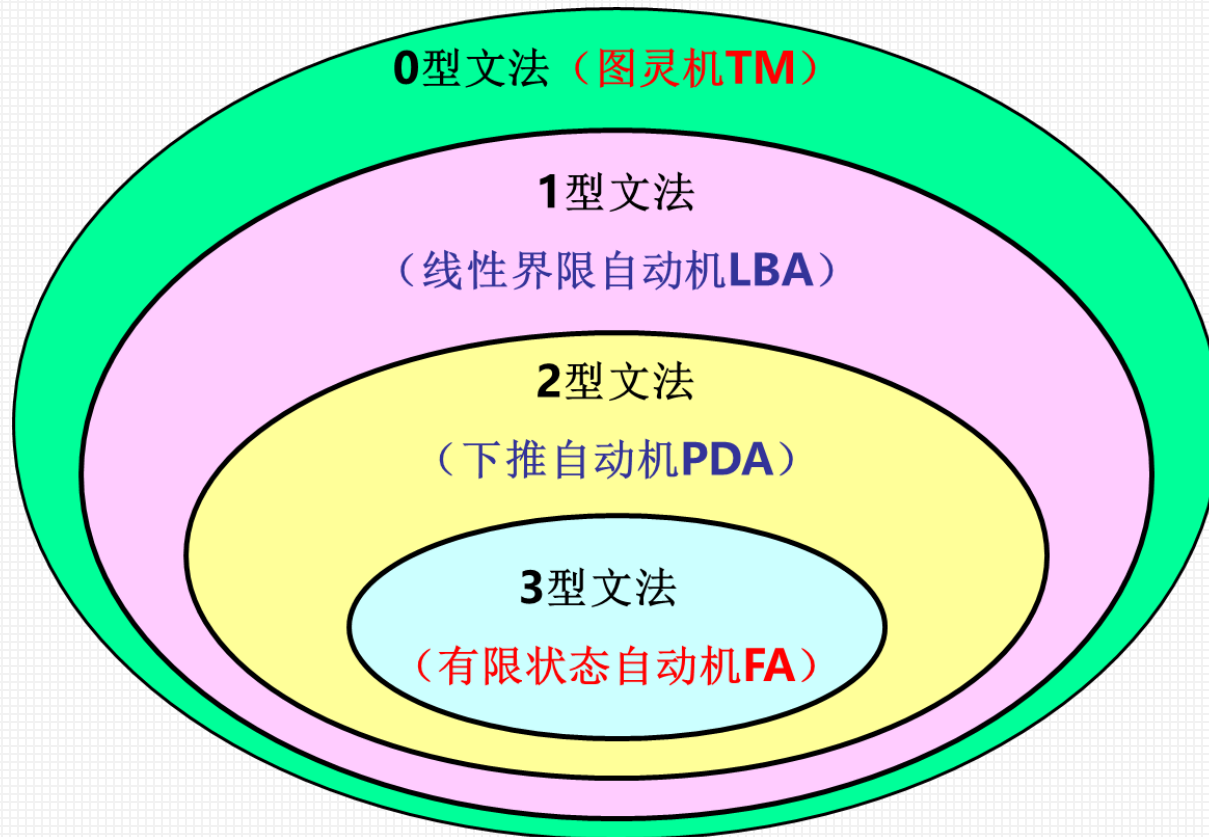 0型文法（图灵机TM）
1型文法
（线性界限自动机LBA）
2型文法
（下推自动机PDA）
3型文法
（有限状态自动机FA）